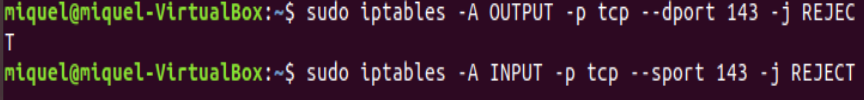 miquel@miquel-VirtualBox:~$ sudo iptables -A OUTPUT -p tcp --dport 143 -j REJEC
T
miquel@miquel-VirtualBox:~$ sudo iptables -A INPUT -p tcp --sport 143 -j REJECT